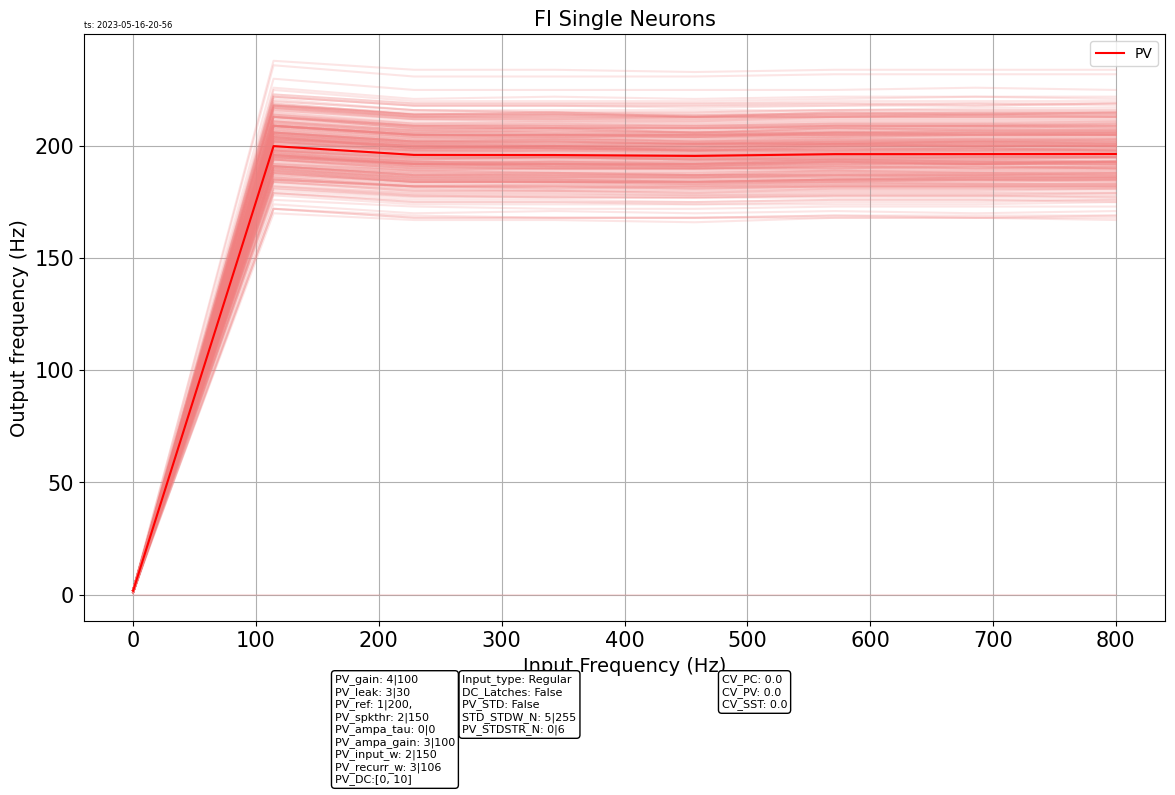 FI Single Neurons
ts: 2023-05-16-20-56
PV
Output frequency (Hz)
200
150
100
50
0
0 100 200 300 400 500 600 700 800
Input Frequency (Hz)
PV_gain: 4|100
PV_leak: 3|30
PV_ref: 1|200,
PV_spkthr: 2|150
PV_ampa_tau: 0|0
PV_ampa_gain: 3|100
PV_input_w: 2|150
PV_recurr_w: 3|106
PV_DC:[0, 10]
Input_type: Regular
DC_Latches: False
PV_STD: False
STD_STDW_N: 5|255
PV_STDSTR_N: 0|6
CV_PC: 0.0
CV_PV: 0.0
CV_SST: 0.0